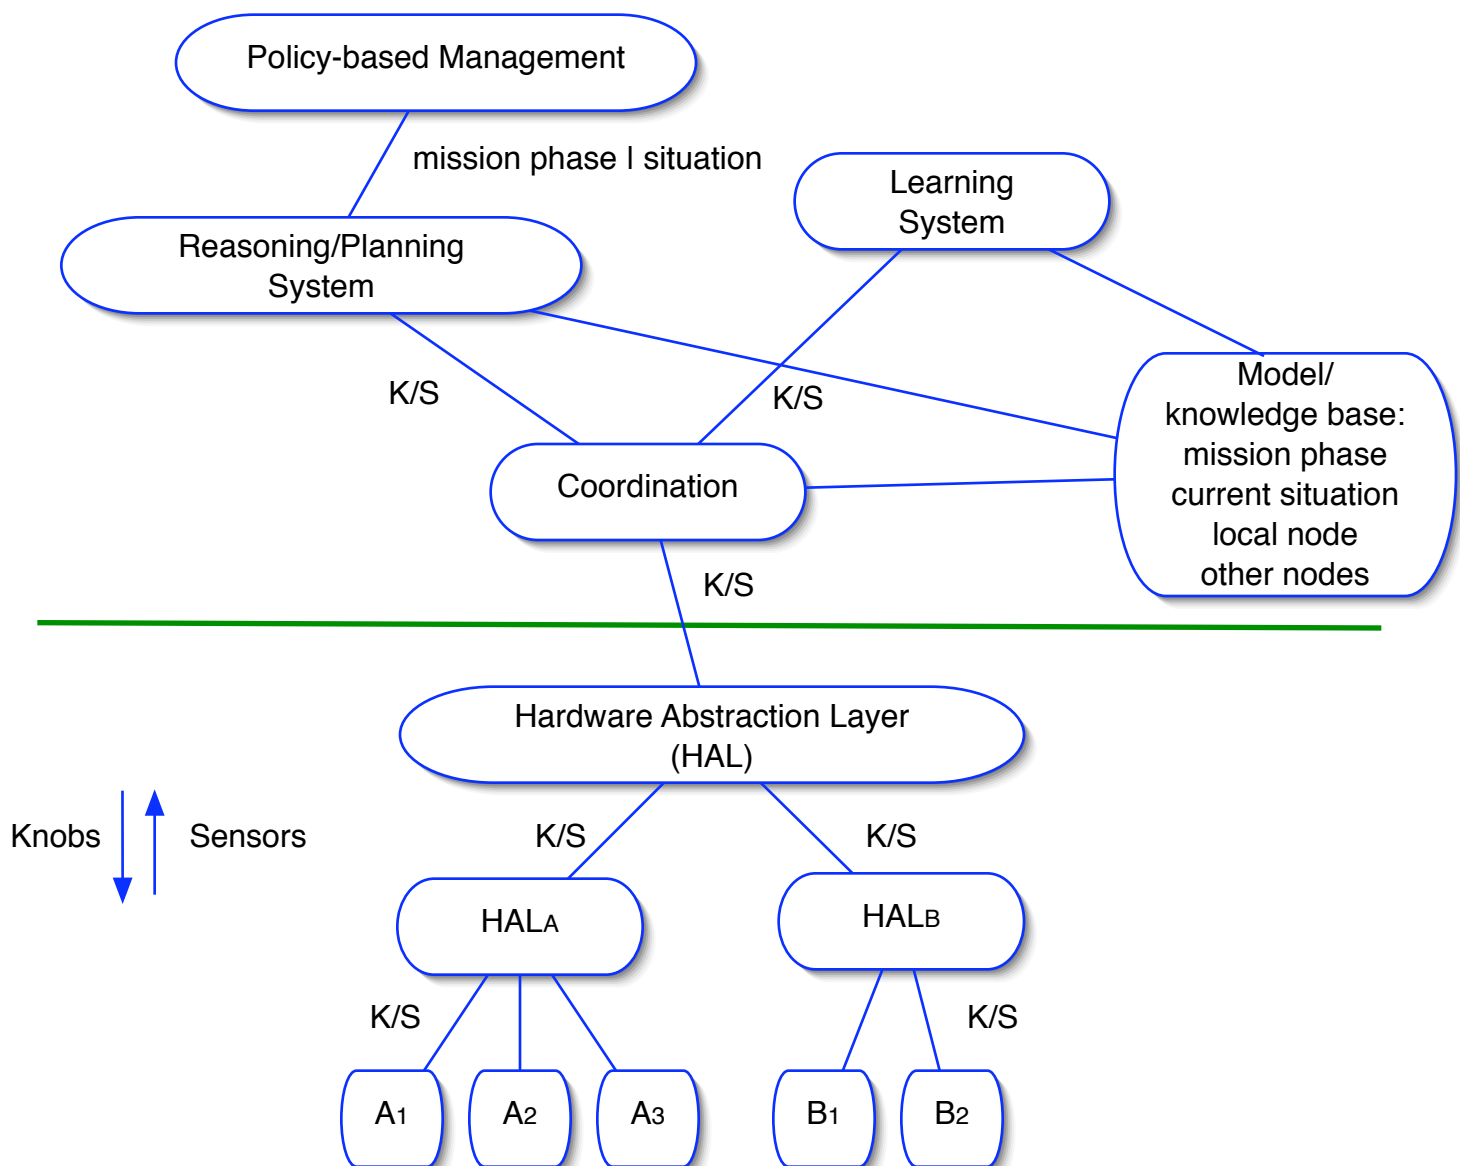 Policy-based Management
mission phase | situation
Learning
System
Reasoning/Planning
System
K/S
K/S
Model/
knowledge base:
mission phase
current situation
local node
other nodes
Coordination
K/S
Hardware Abstraction Layer
(HAL)
Knobs
Sensors
K/S
K/S
HALA
HALB
K/S
K/S
A1
A2
A3
B1
B2